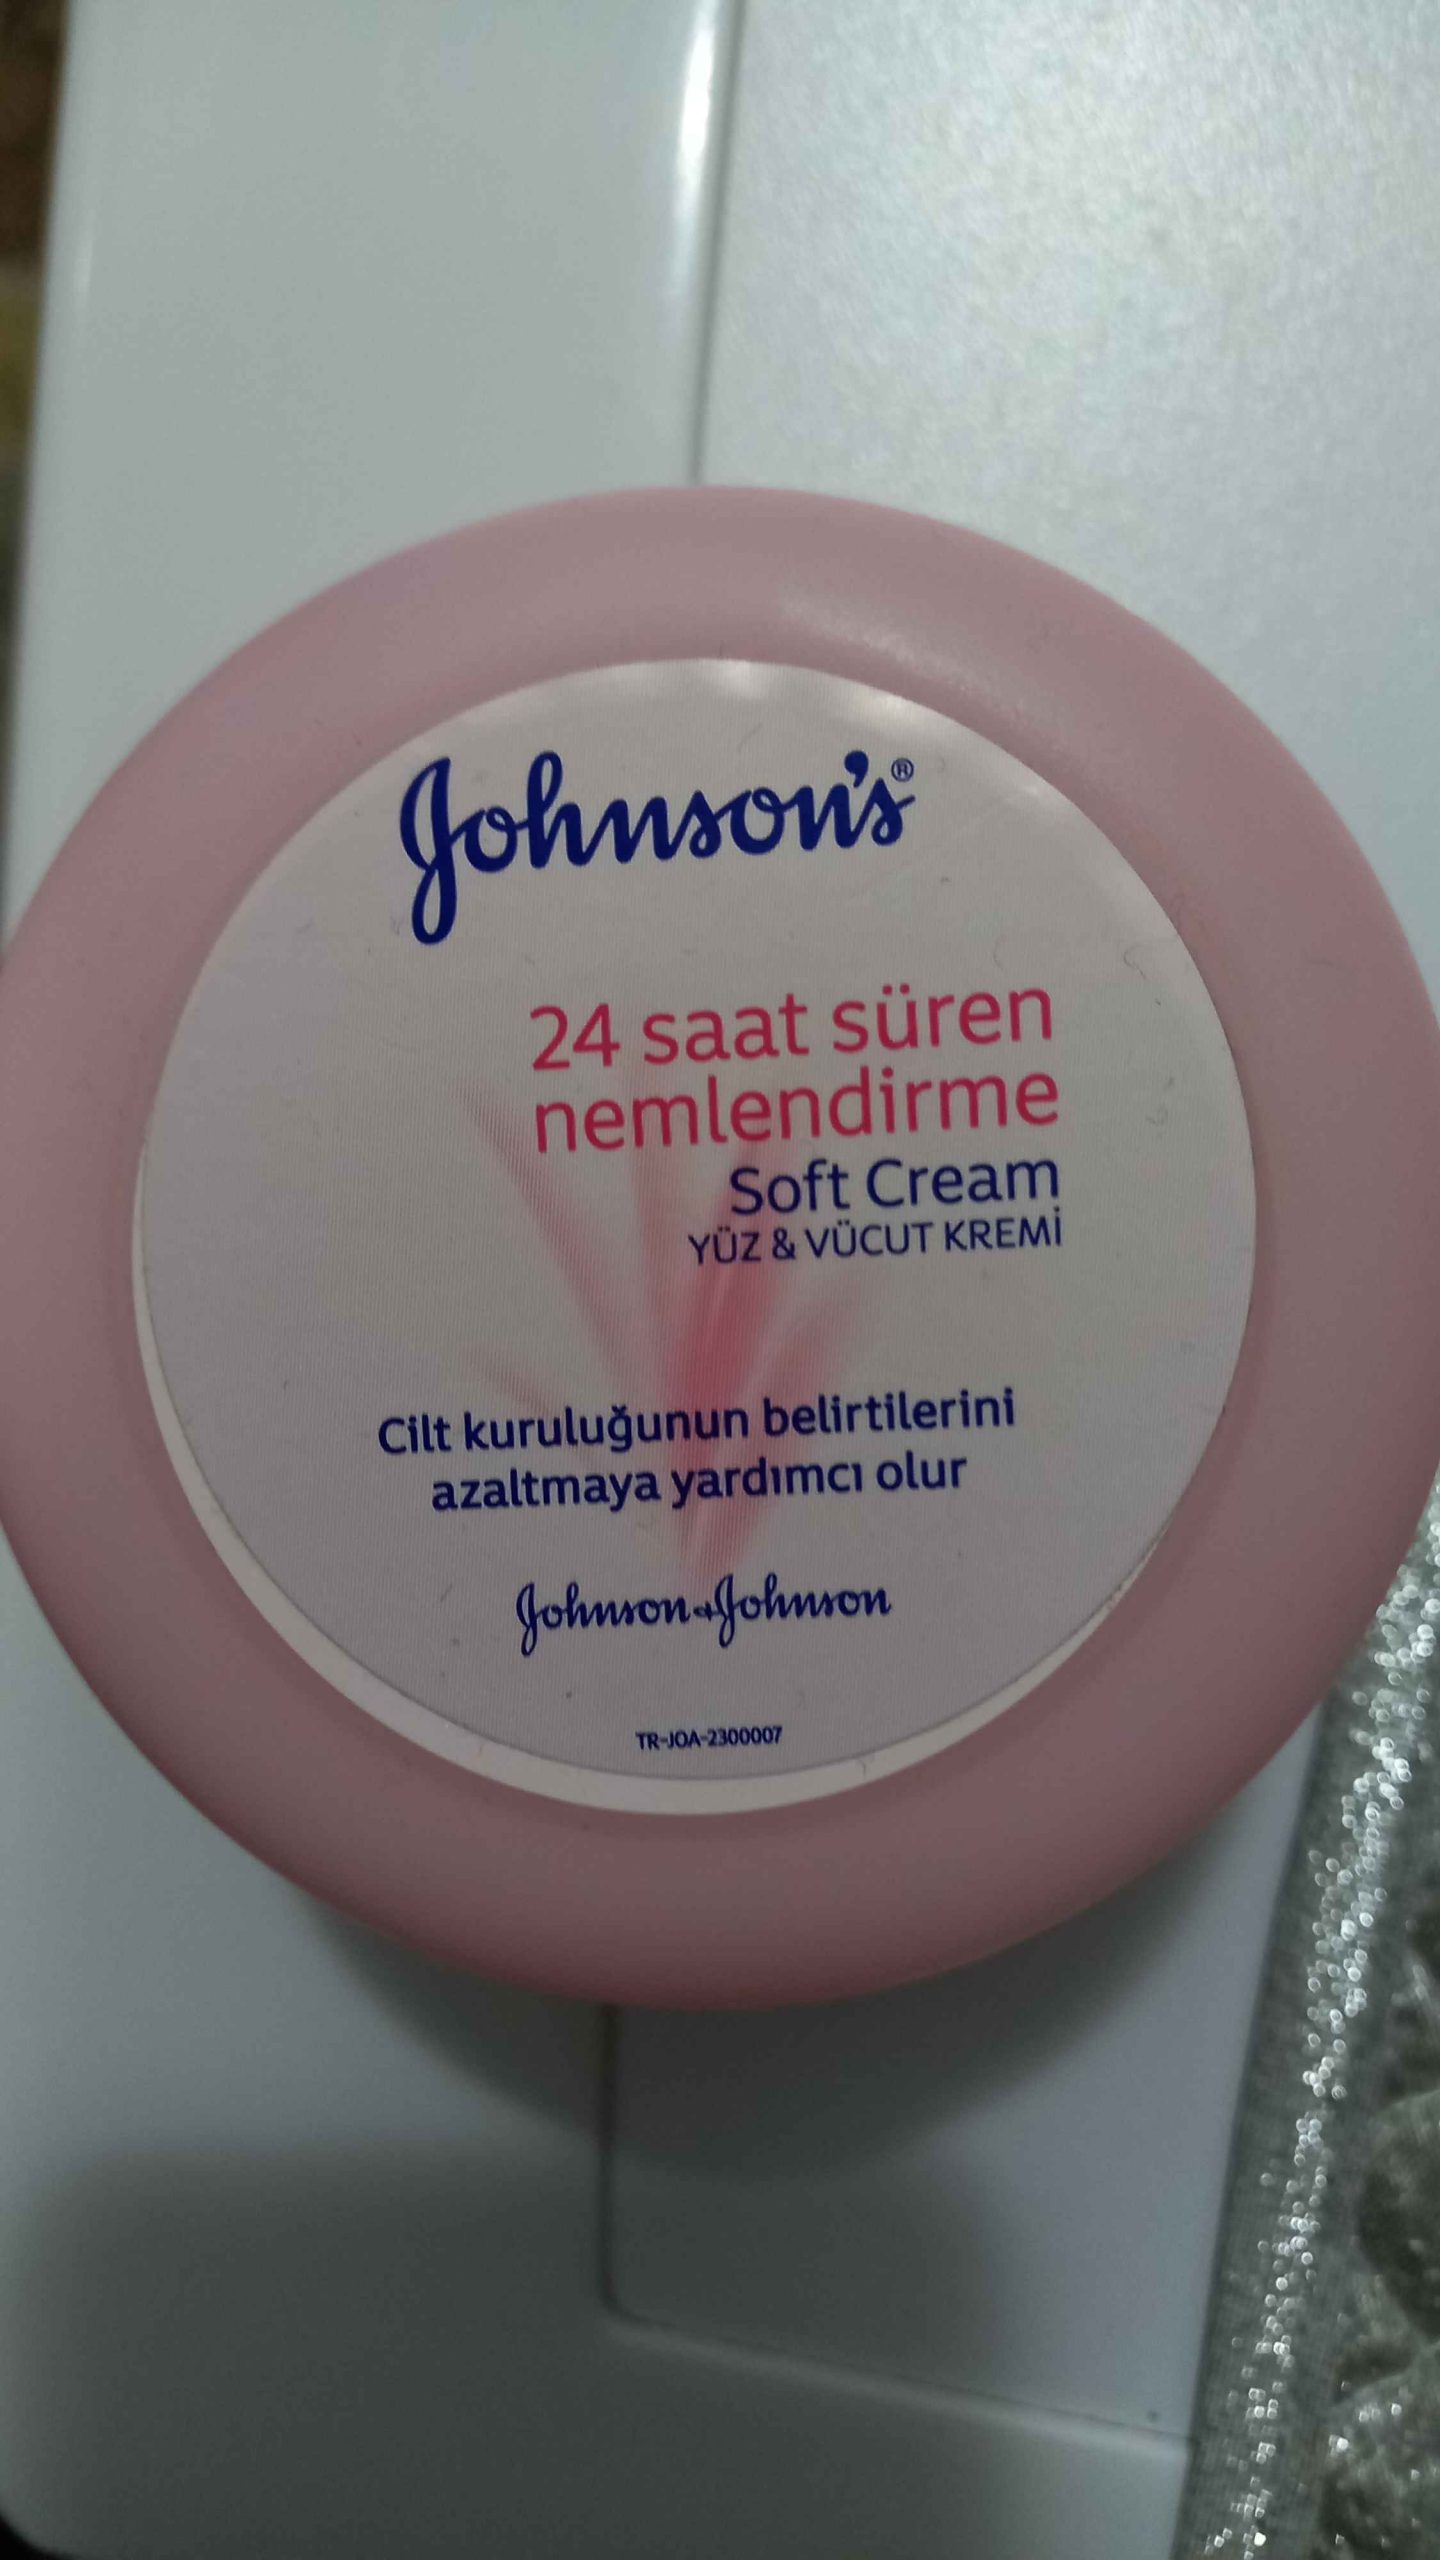 Johnson's®
24 saat süren
nemlendirme
Soft Cream
YÜZ & VÜCUT KREMİ
Cilt kuruluğunun belirtilerini
azaltmaya yardımcı olur
Johnson & Johnson
TR-JOA-2300007